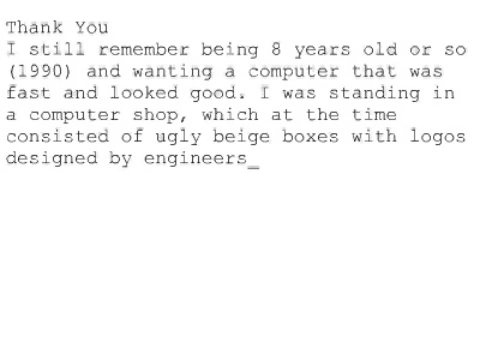 Thank You
I still remember being 8 years old or so
(1990) and wanting a computer that was
fast and looked good. I was standing in
a computer shop, which at the time
consisted of ugly beige boxes with logos
designed by engineers_